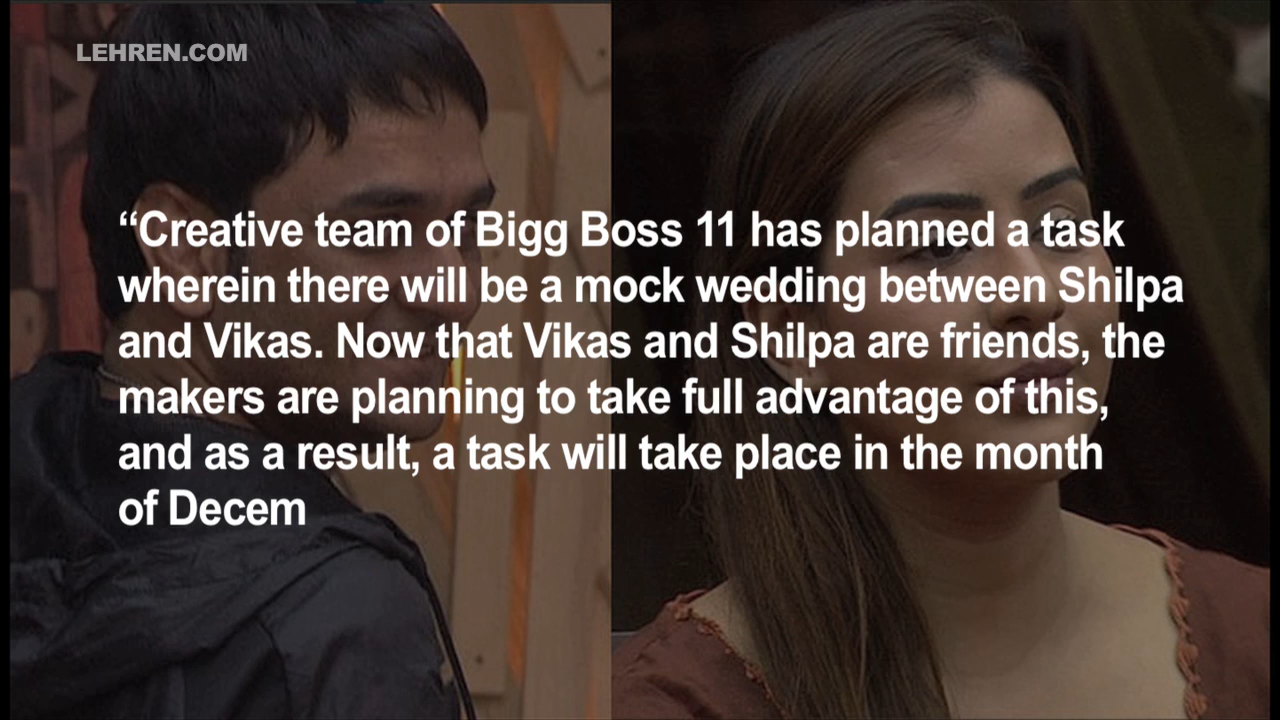 LEHREN.COM
“Creative team of Bigg Boss 11 has planned a task
wherein there will be a mock wedding between Shilpa
and Vikas. Now that Vikas and Shilpa are friends, the
makers are planning to take full advantage of this,
and as a result, a task will take place in the month
of Decem